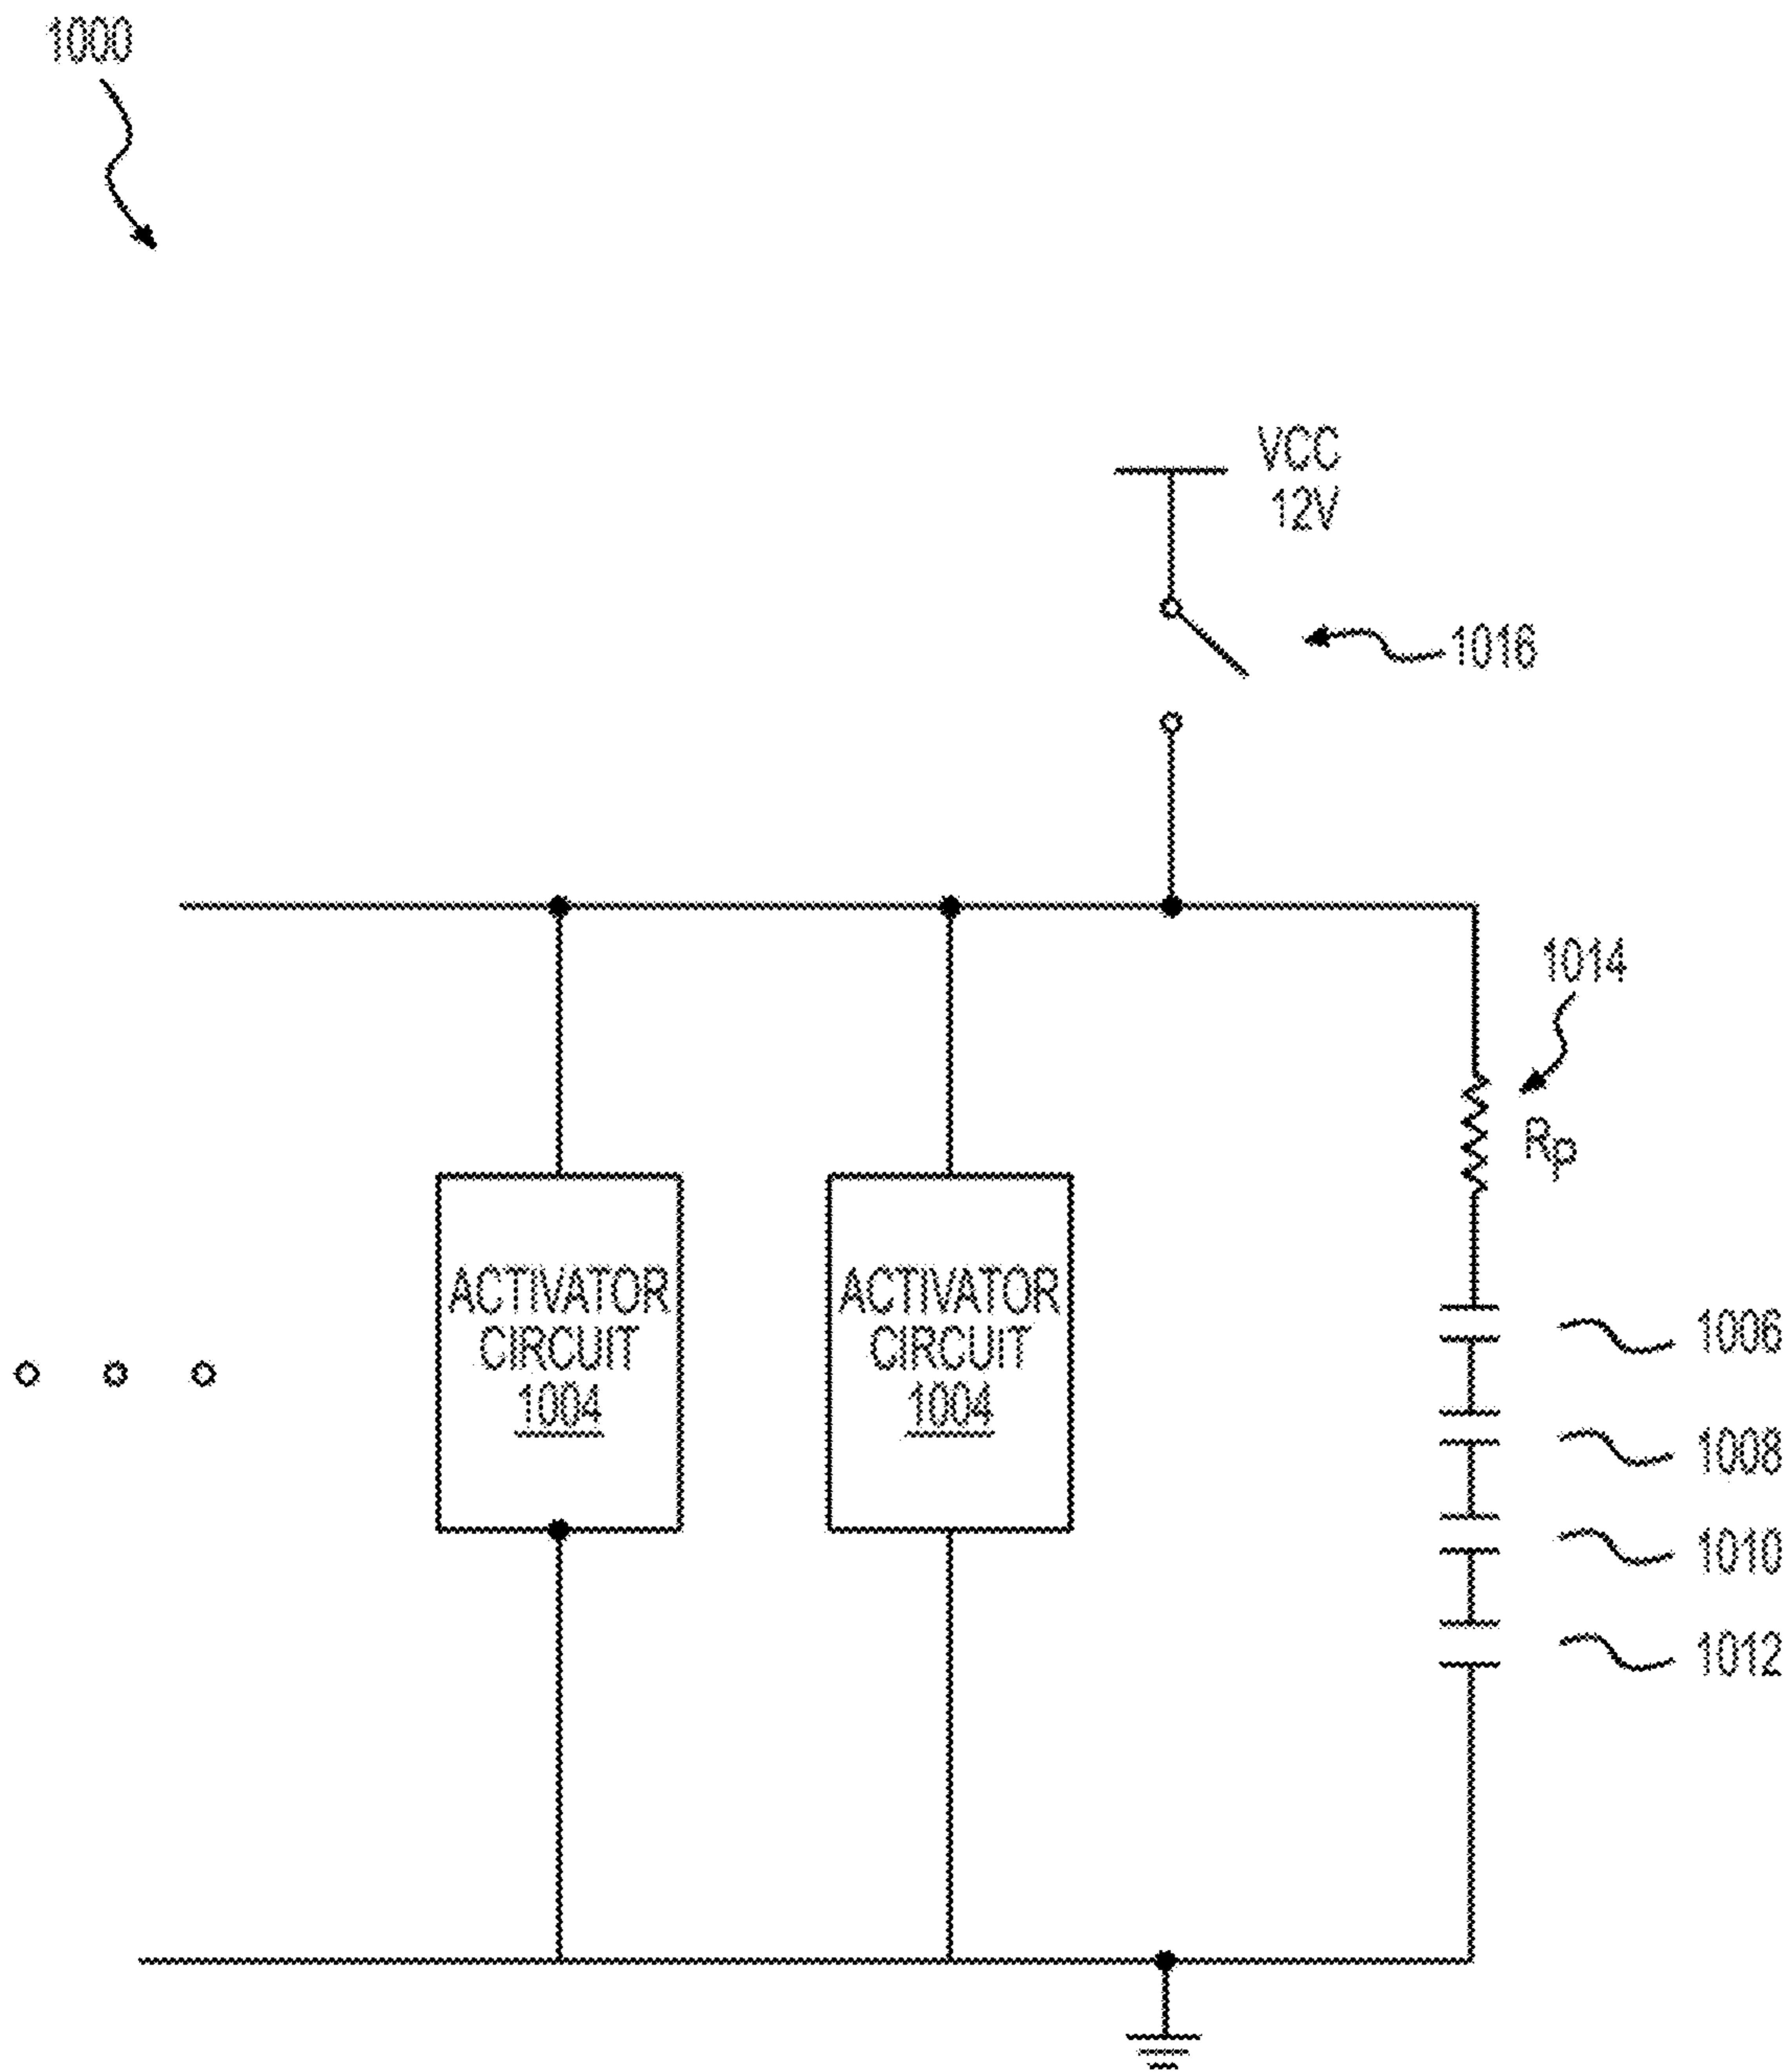 1000
VCC
12V
1016
1014
Rp
ACTIVATOR
CIRCUIT
1004
ACTIVATOR
CIRCUIT
1004
1006
1008
1010
1012